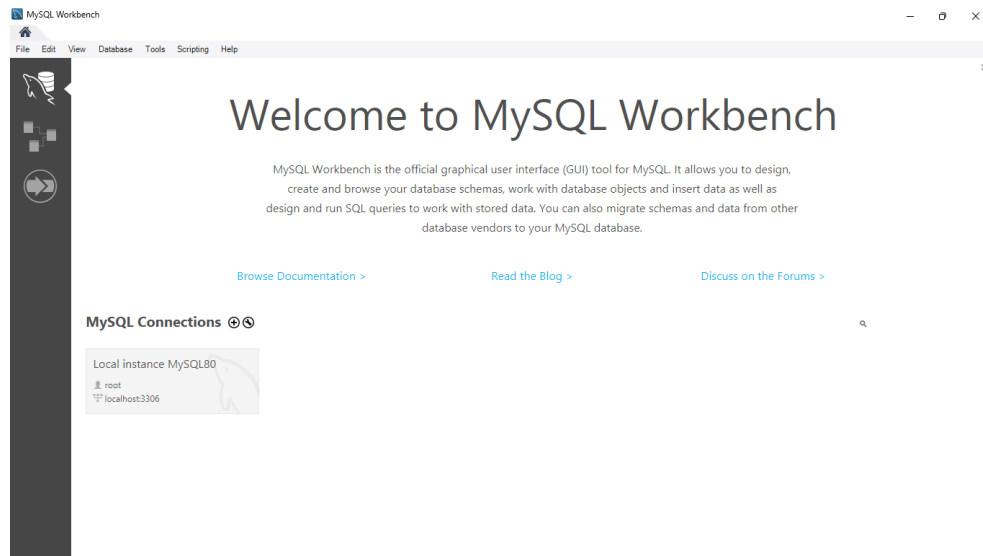 MySQL Workbench
File Edit View Database Tools Scripting Help
Welcome to MySQL Workbench
MySQL Workbench is the official graphical user interface (GUI) tool for MySQL. It allows you to design,
create and browse your database schemas, work with database objects and insert data as well as
design and run SQL queries to work with stored data. You can also migrate schemas and data from other
database vendors to your MySQL database.
Browse Documentation > Read the Blog > Discuss on the Forums >
MySQL Connections
Local instance MySQL80
root
localhost:3306